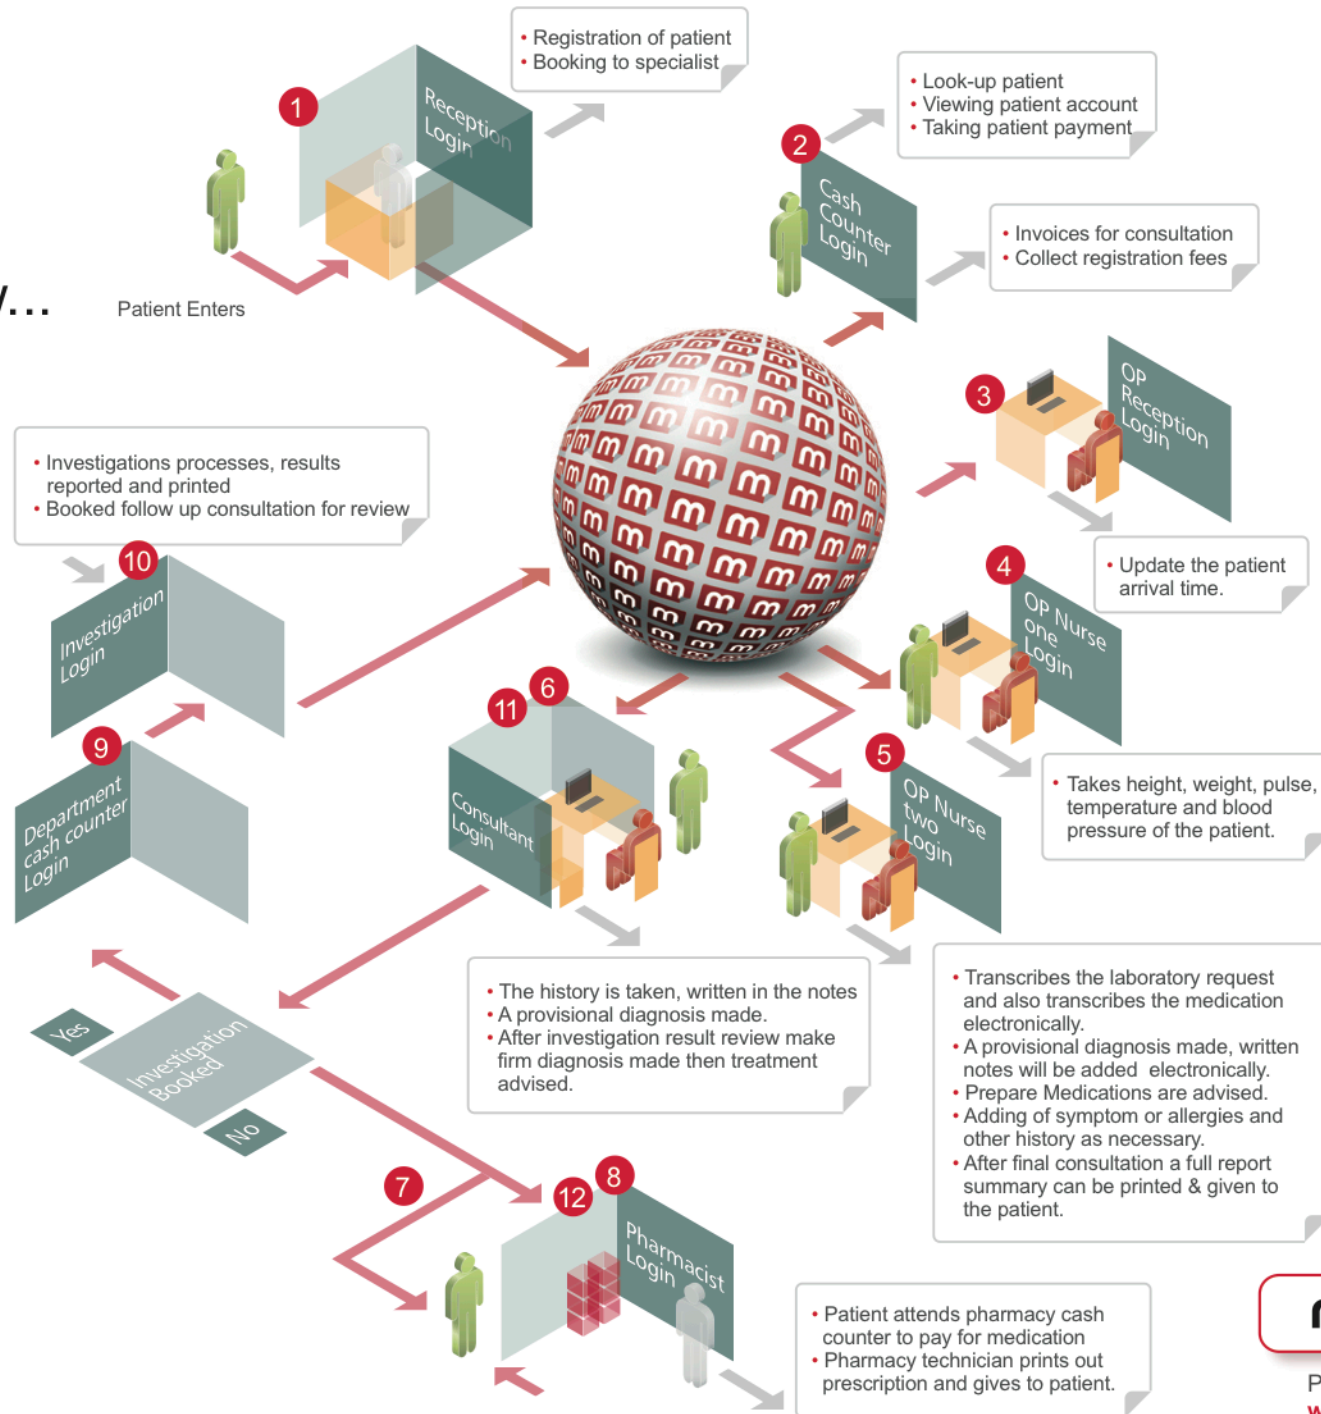 • Registration of patient
• Booking to specialist
1
Reception
Login
• Look-up patient
• Viewing patient account
• Taking patient payment
2
Cash
Counter
Login
• Invoices for consultation
• Collect registration fees
Patient Enters
3
OP
Reception
Login
• Update the patient
arrival time.
• Investigations processes, results
reported and printed
• Booked follow up consultation for review
10
Investigation
Login
4
OP Nurse
one
Login
• Takes height, weight, pulse,
temperature and blood
pressure of the patient.
9
Department
cash counter
Login
11
6
Consultant
Login
5
OP Nurse
two
Login
• The history is taken, written in the notes
• A provisional diagnosis made.
• After investigation result review make
firm diagnosis made then treatment
advised.
• Transcribes the laboratory request
and also transcribes the medication
electronically.
• A provisional diagnosis made, written
notes will be added electronically.
• Prepare Medications are advised.
• Adding of symptom or allergies and
other history as necessary.
• After final consultation a full report
summary can be printed & given to
the patient.
Yes
Investigation
Booked
No
7
12
8
Pharmacist
Login
• Patient attends pharmacy cash
counter to pay for medication
• Pharmacy technician prints out
prescription and gives to patient.